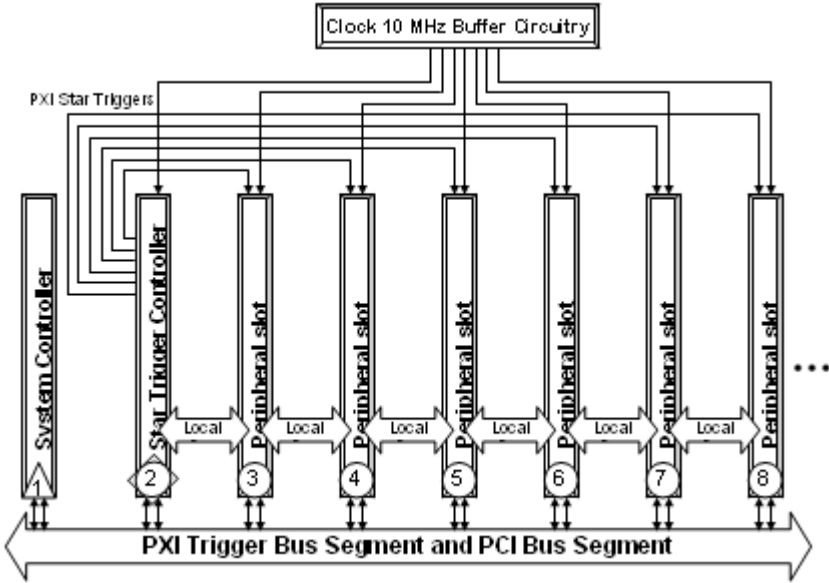 Clock 10 MHz Buffer Circuitry
PXI Star Triggers
System Controller
Star Trigger Controller
Peripheral slot
Peripheral slot
Peripheral slot
Peripheral slot
Peripheral slot
Peripheral slot
...
Local
Local
Local
Local
Local
Local
1
2
3
4
5
6
7
8
PXI Trigger Bus Segment and PCI Bus Segment